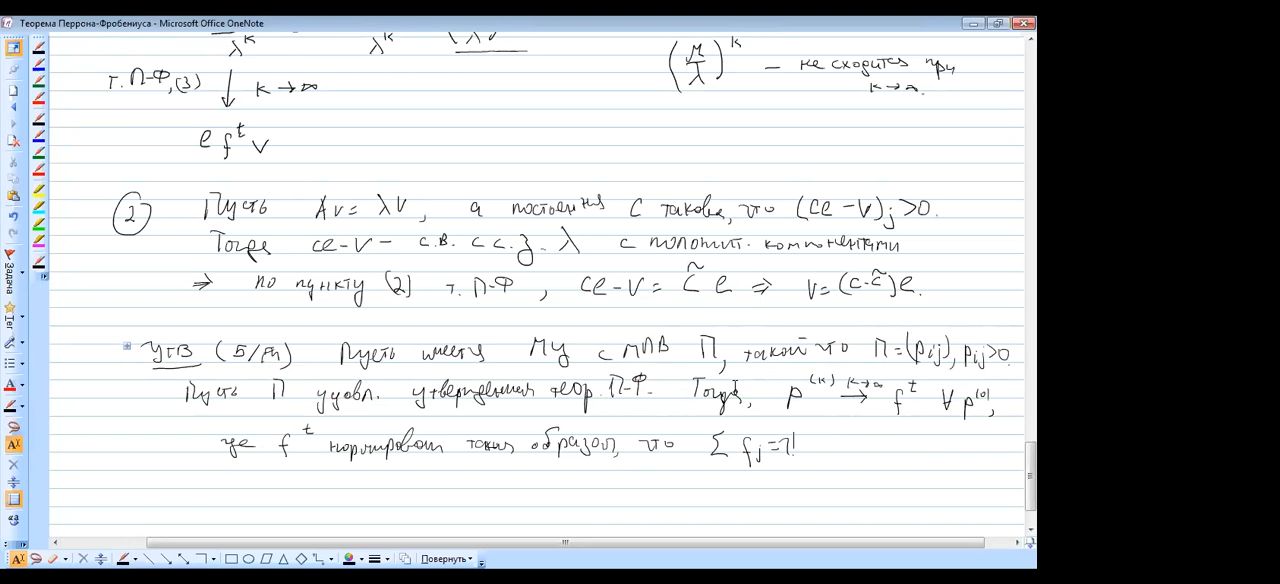 Теорема Перрона-Фробениуса - Microsoft Office OneNote
λ^k λ^k
(μ/λ)^k — не сходится при
k→∞.
т. П-Ф, (3) ↓ k→∞
e f^t v
(2) Пусть Av = λv, а постоянная C такова, что (ce - v)_j > 0.
Тогда ce - v - с.в. с с.з. λ с положит. компонентами
⇒ по пункту (2) т. П-Ф, ce - v = c̃ e ⇒ v = (c - c̃)e.
Утв (Б/д) Пусть имеется МЦ с МПВ П, такой что П = (p_ij), p_ij > 0.
Пусть П удовл. утверждениям теор. П-Ф. Тогда, p^(k) k→∞ → f^t ∀ p^(0),
где f^t нормирован таким образом, что Σ f_j = 1!
Задача
Тег
Повернуть